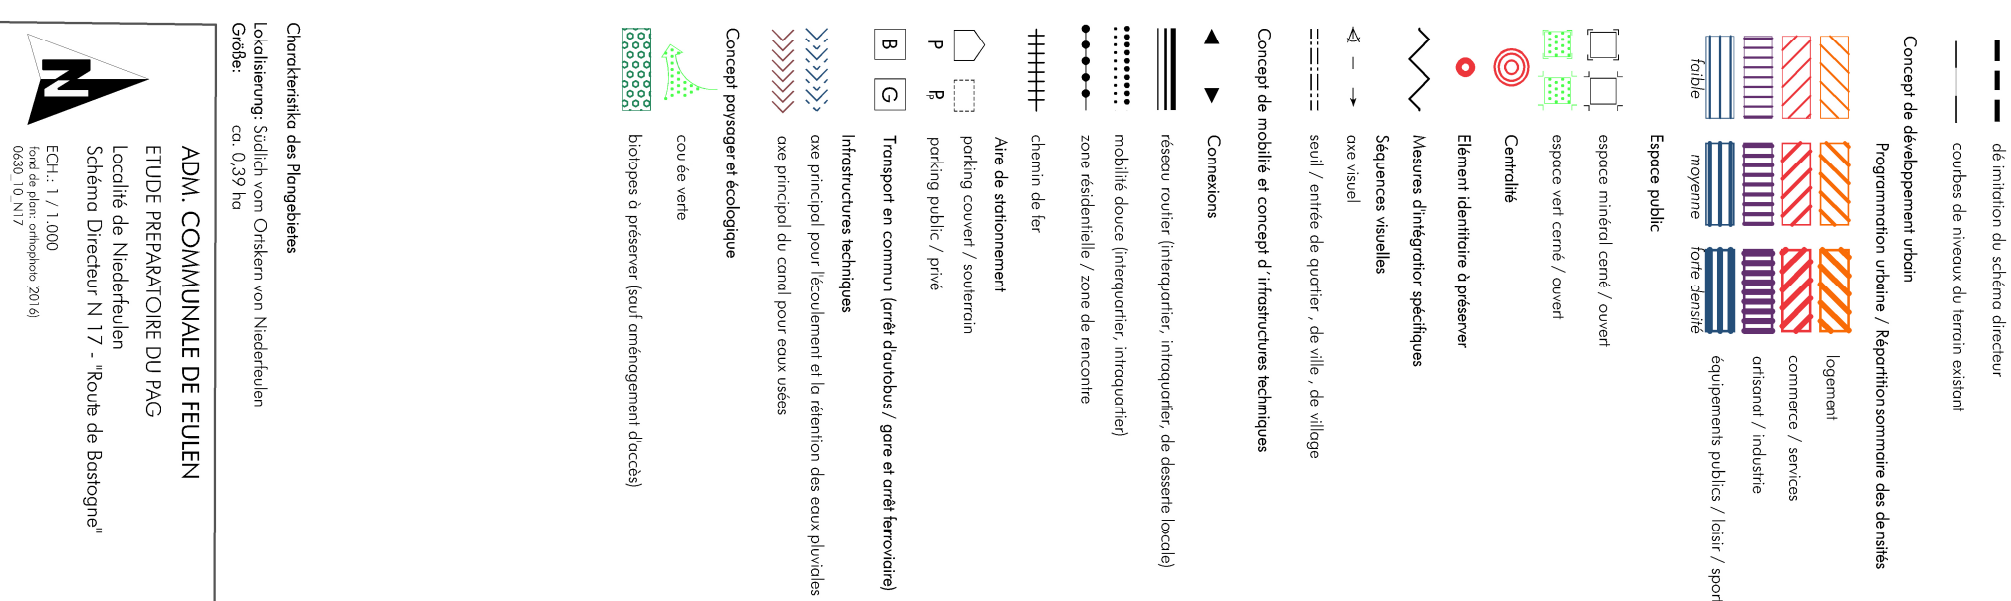 délimitation du schéma directeur
courbes de niveaux du terrain existant
Concept de développement urbain
Programmation urbaine / Répartition sommaire des densités
logement
commerce / services
artisanat / industrie
équipements publics / loisir / sport
faible moyenne forte densité
Espace public
espace minéral cerné / ouvert
espace vert cerné / ouvert
Centralité
Elément identitaire à préserver
Mesures d'intégration spécifiques
Séquences visuelles
axe visuel
seuil / entrée de quartier , de ville , de village
Concept de mobilité et concept d'infrastructures techniques
Connexions
réseau routier (interquartier, intraquartier, de desserte locale)
mobilité douce (interquartier, intraquartier)
zone résidentielle / zone de rencontre
chemin de fer
Aire de stationnement
parking couvert / souterrain
P Pp parking public / privé
B G Transport en commun (arrêt d'autobus / gare et arrêt ferroviaire)
Infrastructures techniques
axe principal pour l'écoulement et la rétention des eaux pluviales
axe principal du canal pour eaux usées
Concept paysager et écologique
coulée verte
biotopes à préserver (sauf aménagement d'accès)
Charakteristika des Plangebietes
Lokalisierung: Südlich vom Ortskern von Niederfeulen
Größe: ca. 0,39 ha
ADM. COMMUNALE DE FEULEN
ETUDE PREPARATOIRE DU PAG
Localité de Niederfeulen
Schéma Directeur N 17 - "Route de Bastogne"
N
ECH.: 1 / 1.000
fond de plan: orthophoto 2016)
0630_10_N17